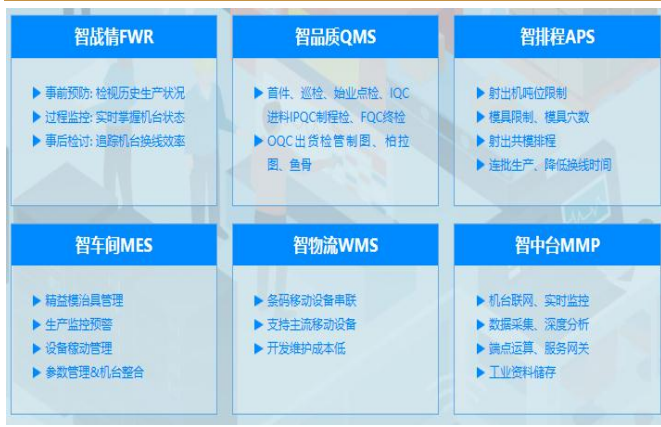 智战情FWR
事前预防: 检视历史生产状况
过程监控: 实时掌握机台状态
事后检讨: 追踪机台换线效率
智品质QMS
首件、巡检、始业点检、IQC
进料IPQC制程检、FQC终检
OQC出货检管制图、柏拉
图、鱼骨
智排程APS
射出机吨位限制
模具限制、模具穴数
射出共模排程
连批生产、降低换线时间
智车间MES
精益模治具管理
生产监控预警
设备稼动管理
参数管理&机台整合
智物流WMS
条码移动设备串联
支持主流移动设备
开发维护成本低
智中台MMP
机台联网、实时监控
数据采集、深度分析
端点运算、服务网关
工业资料储存